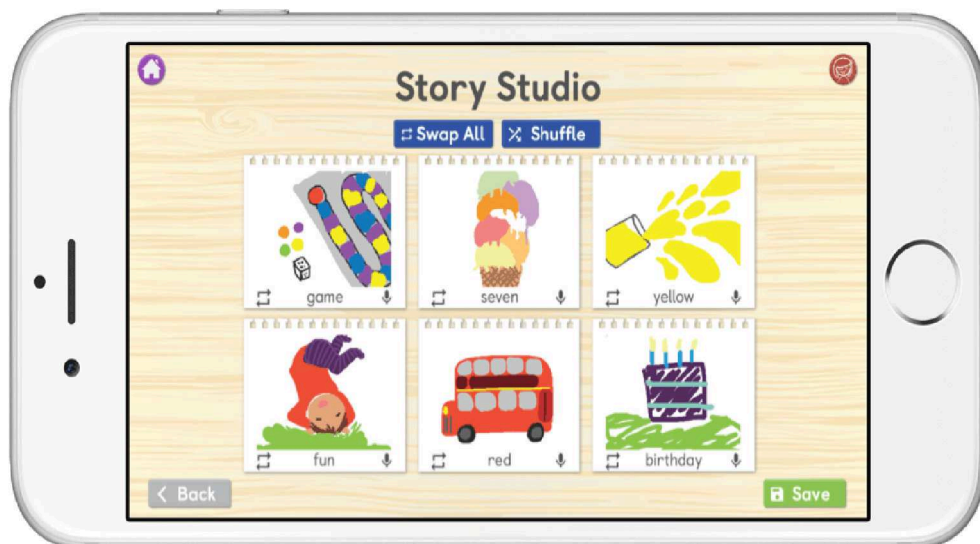 Story Studio
Swap All Shuffle
game seven yellow
fun red birthday
Back Save